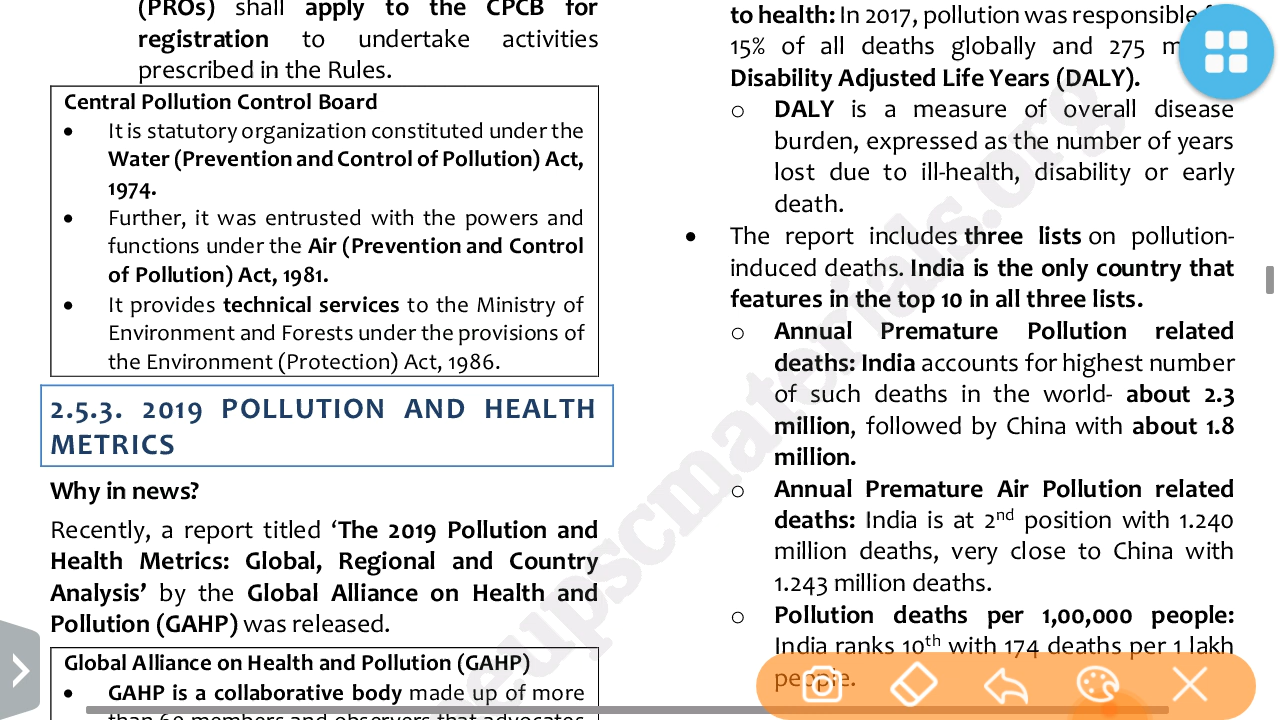 (PROs) shall apply to the CPCB for
registration to undertake activities
prescribed in the Rules.
Central Pollution Control Board
• It is statutory organization constituted under the
Water (Prevention and Control of Pollution) Act,
1974.
• Further, it was entrusted with the powers and
functions under the Air (Prevention and Control
of Pollution) Act, 1981.
• It provides technical services to the Ministry of
Environment and Forests under the provisions of
the Environment (Protection) Act, 1986.
2.5.3. 2019 POLLUTION AND HEALTH
METRICS
Why in news?
Recently, a report titled ‘The 2019 Pollution and
Health Metrics: Global, Regional and Country
Analysis’ by the Global Alliance on Health and
Pollution (GAHP) was released.
Global Alliance on Health and Pollution (GAHP)
• GAHP is a collaborative body made up of more
than 60 members and observers that advocates
to health: In 2017, pollution was responsible
15% of all deaths globally and 275
Disability Adjusted Life Years (DALY).
o DALY is a measure of overall disease
burden, expressed as the number of years
lost due to ill-health, disability or early
death.
• The report includes three lists on pollution-
induced deaths. India is the only country that
features in the top 10 in all three lists.
o Annual Premature Pollution related
deaths: India accounts for highest number
of such deaths in the world- about 2.3
million, followed by China with about 1.8
million.
o Annual Premature Air Pollution related
deaths: India is at 2nd position with 1.240
million deaths, very close to China with
1.243 million deaths.
o Pollution deaths per 1,00,000 people:
India ranks 10th with 174 deaths per 1 lakh
people.
eupscmaterials.org